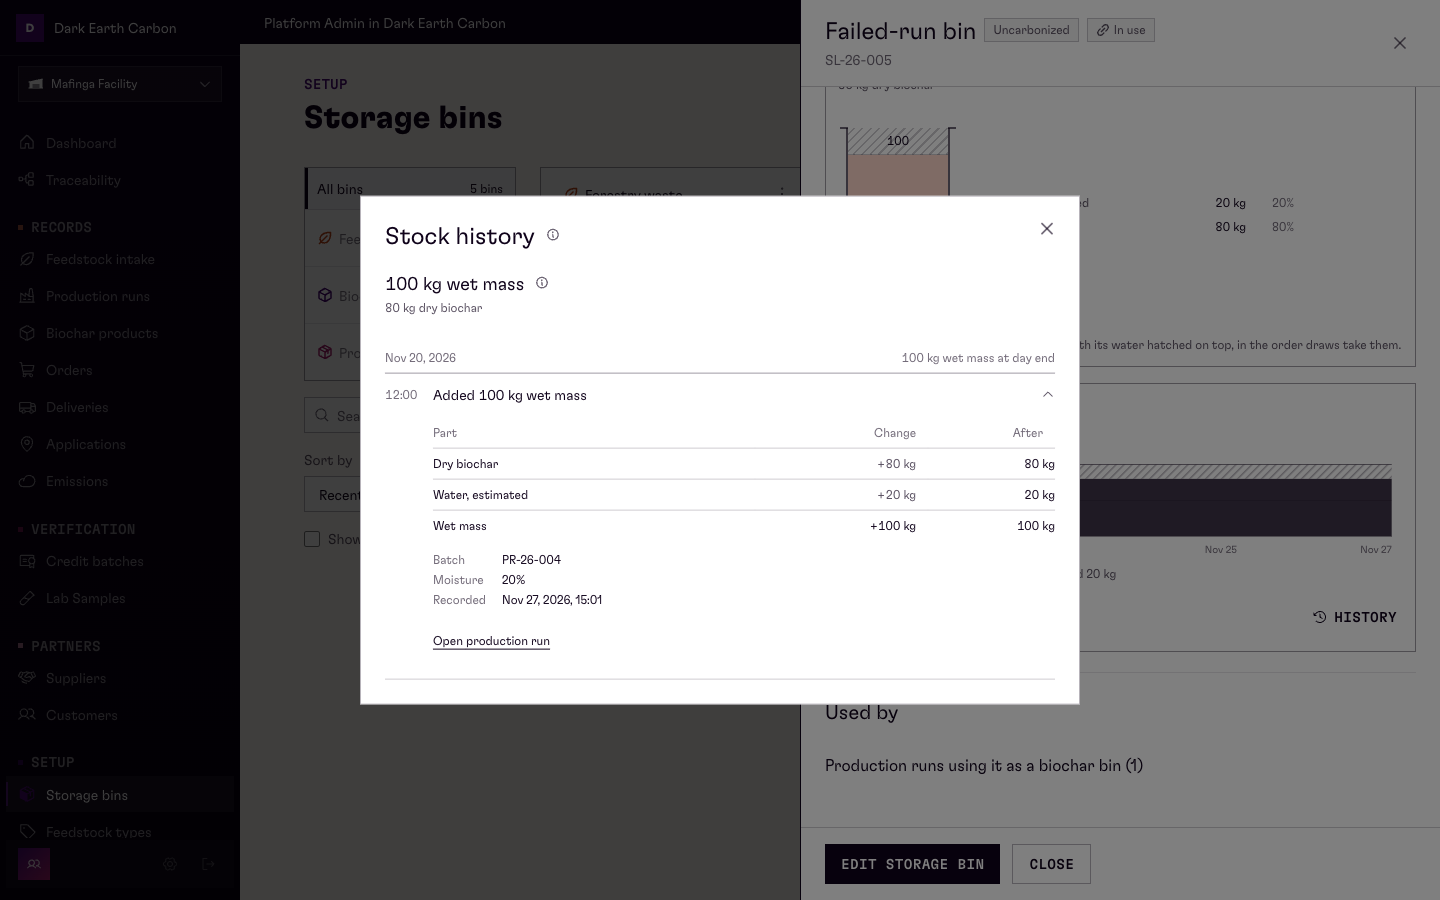 D Dark Earth Carbon
Platform Admin in Dark Earth Carbon
Mafinga Facility
Dashboard
Traceability
RECORDS
Feedstock intake
Production runs
Biochar products
Orders
Deliveries
Applications
Emissions
VERIFICATION
Credit batches
Lab Samples
PARTNERS
Suppliers
Customers
SETUP
Storage bins
Feedstock types
SETUP
Storage bins
All bins 5 bins
Forestry waste
Sort by
Failed-run bin Uncarbonized In use
SL-26-005
100
20 kg 20%
80 kg 80%
its water hatched on top, in the order draws take them.
Nov 25 Nov 27
20 kg
HISTORY
Used by
Production runs using it as a biochar bin (1)
EDIT STORAGE BIN CLOSE
Stock history
100 kg wet mass
80 kg dry biochar
Nov 20, 2026 100 kg wet mass at day end
12:00 Added 100 kg wet mass
Part Change After
Dry biochar +80 kg 80 kg
Water, estimated +20 kg 20 kg
Wet mass +100 kg 100 kg
Batch PR-26-004
Moisture 20%
Recorded Nov 27, 2026, 15:01
Open production run